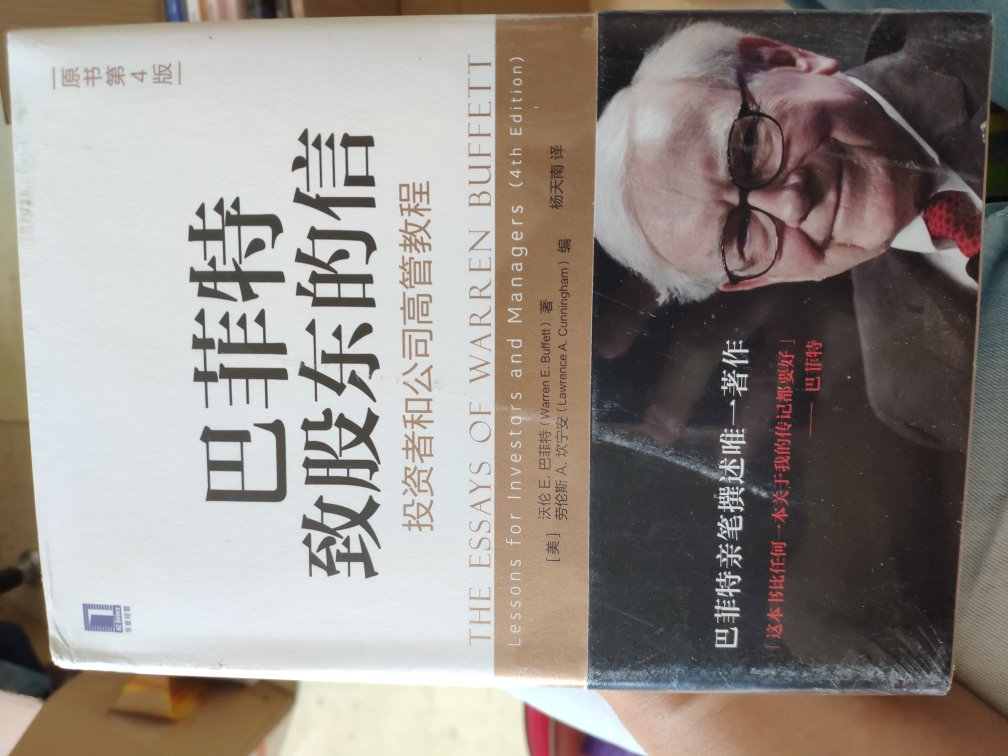 原书第4版
巴菲特
致股东的信
投资者和公司高管教程
THE ESSAYS OF WARREN BUFFETT
Lessons for Investors and Managers (4th Edition)
[美] 沃伦 E. 巴菲特 (Warren E. Buffett) 著
劳伦斯 A. 坎宁安 (Lawrence A. Cunningham) 编
杨天南 译
巴菲特亲笔撰述唯一著作
「这本书比任何一本关于我的传记都要好」
—— 巴菲特
华章经管